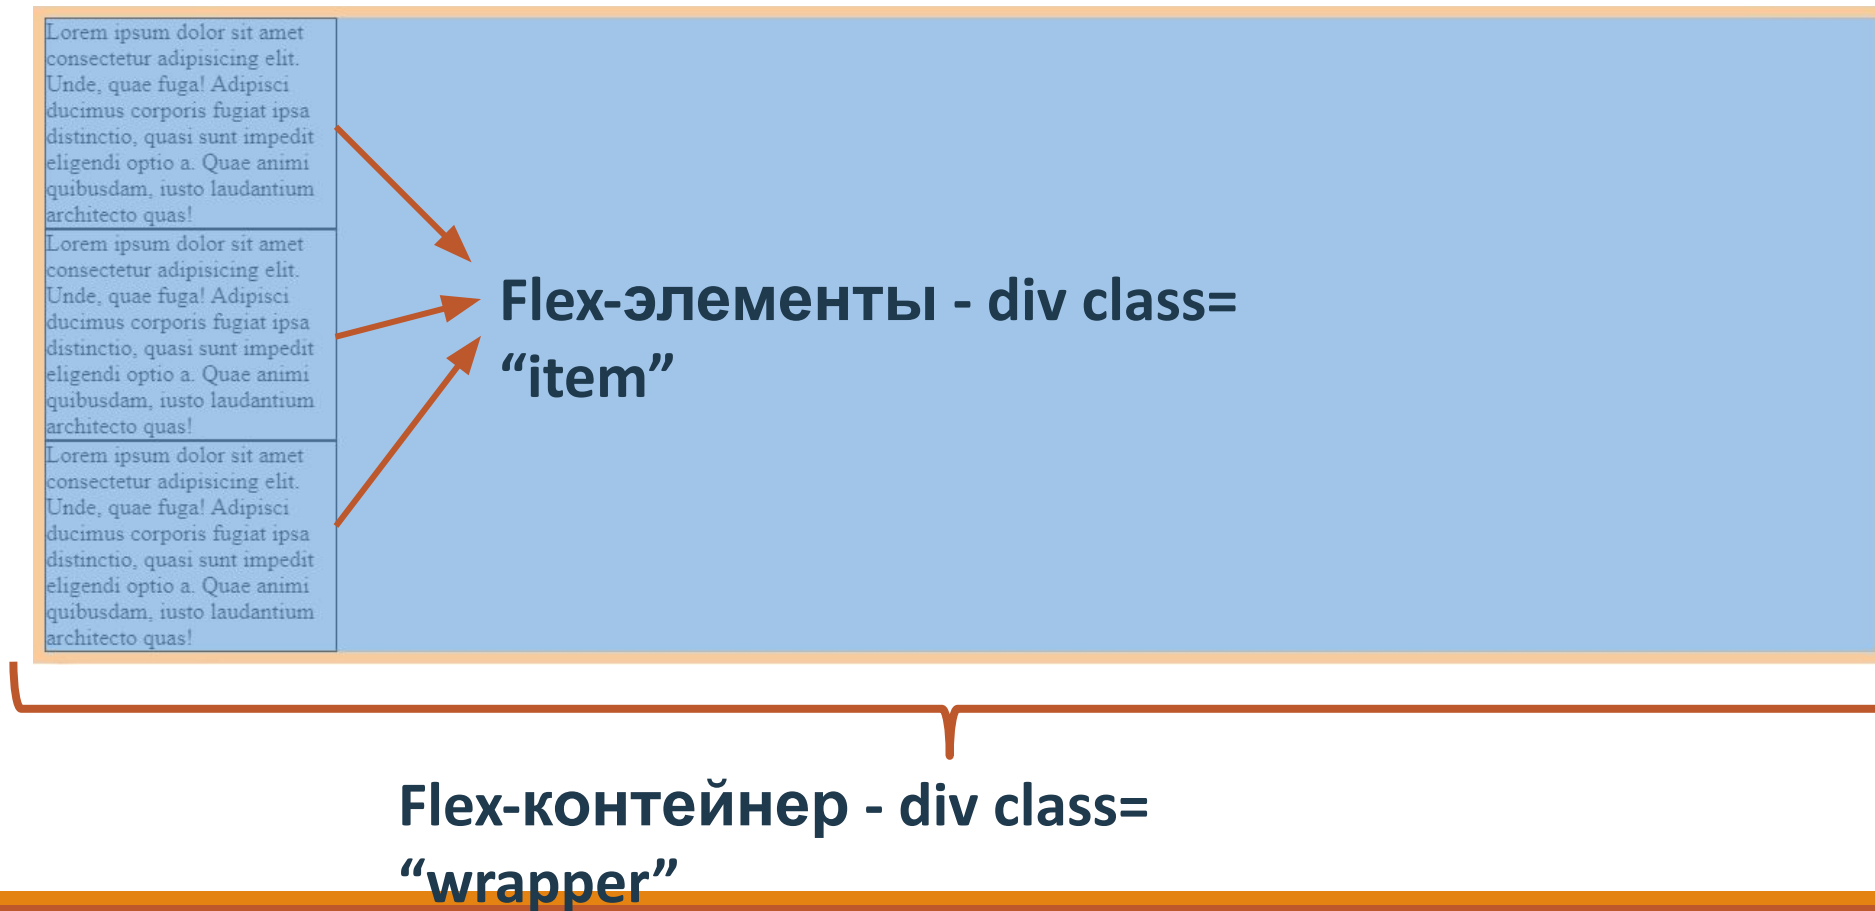 Lorem ipsum dolor sit amet
consectetur adipisicing elit.
Unde, quae fuga! Adipisci
ducimus corporis fugiat ipsa
distinctio, quasi sunt impedit
eligendi optio a. Quae animi
quibusdam, iusto laudantium
architecto quas!
Lorem ipsum dolor sit amet
consectetur adipisicing elit.
Unde, quae fuga! Adipisci
ducimus corporis fugiat ipsa
distinctio, quasi sunt impedit
eligendi optio a. Quae animi
quibusdam, iusto laudantium
architecto quas!
Lorem ipsum dolor sit amet
consectetur adipisicing elit.
Unde, quae fuga! Adipisci
ducimus corporis fugiat ipsa
distinctio, quasi sunt impedit
eligendi optio a. Quae animi
quibusdam, iusto laudantium
architecto quas!
Flex-элементы - div class=
“item”
Flex-контейнер - div class=
“wrapper”